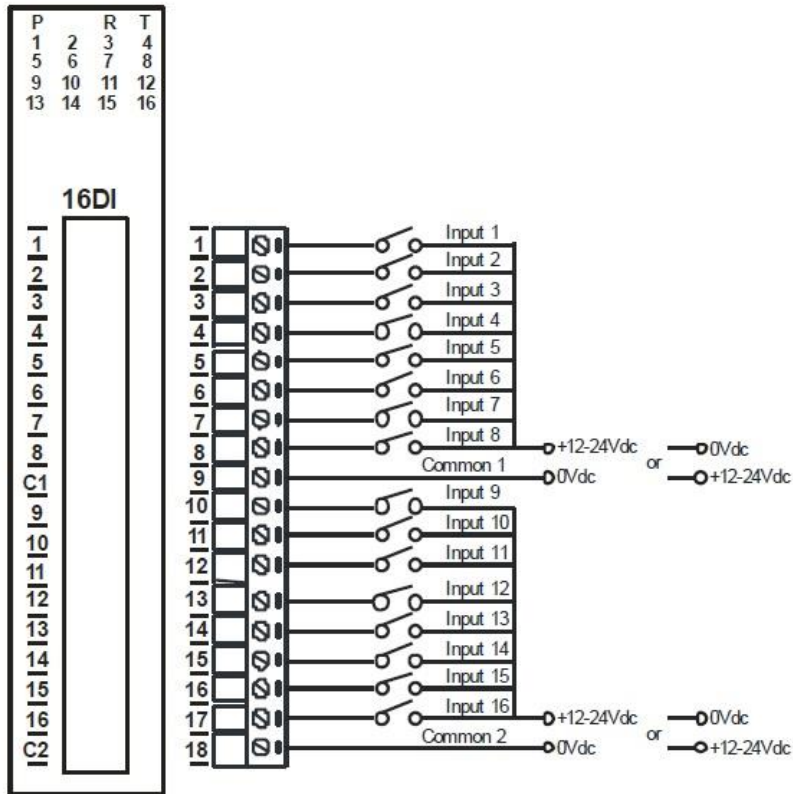 P R T
1 2 3 4
5 6 7 8
9 10 11 12
13 14 15 16
16DI
1 1 Input 1
2 2 Input 2
3 3 Input 3
4 4 Input 4
5 5 Input 5
6 6 Input 6
7 7 Input 7
8 8 Input 8 +12-24Vdc or 0Vdc
C1 9 Common 1 0Vdc +12-24Vdc
9 10 Input 9
10 11 Input 10
11 12 Input 11
12 13 Input 12
13 14 Input 13
14 15 Input 14
15 16 Input 15
16 17 Input 16 +12-24Vdc or 0Vdc
C2 18 Common 2 0Vdc +12-24Vdc